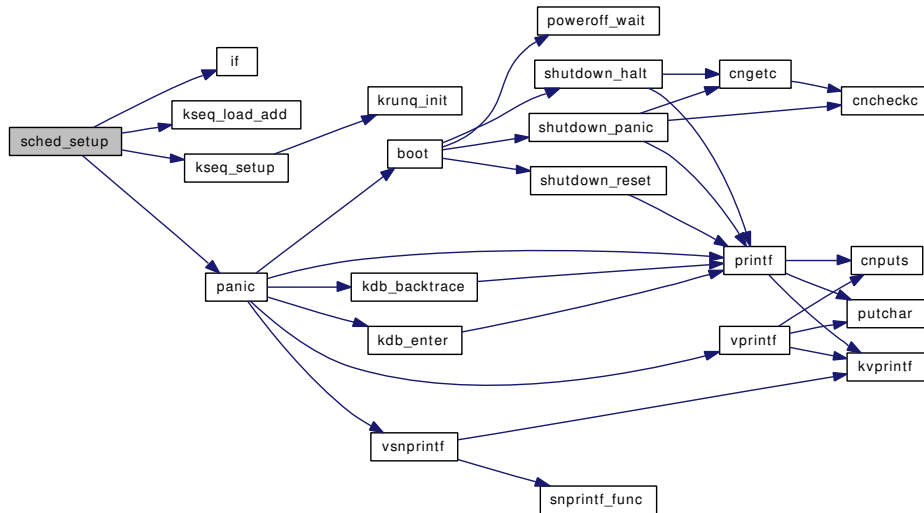 poweroff_wait
if
shutdown_halt
cngetc
kseq_load_add
krunq_init
cncheckc
sched_setup
shutdown_panic
boot
kseq_setup
shutdown_reset
printf
cnputs
panic
kdb_backtrace
putchar
kdb_enter
vprintf
kvprintf
vsnprintf
snprintf_func